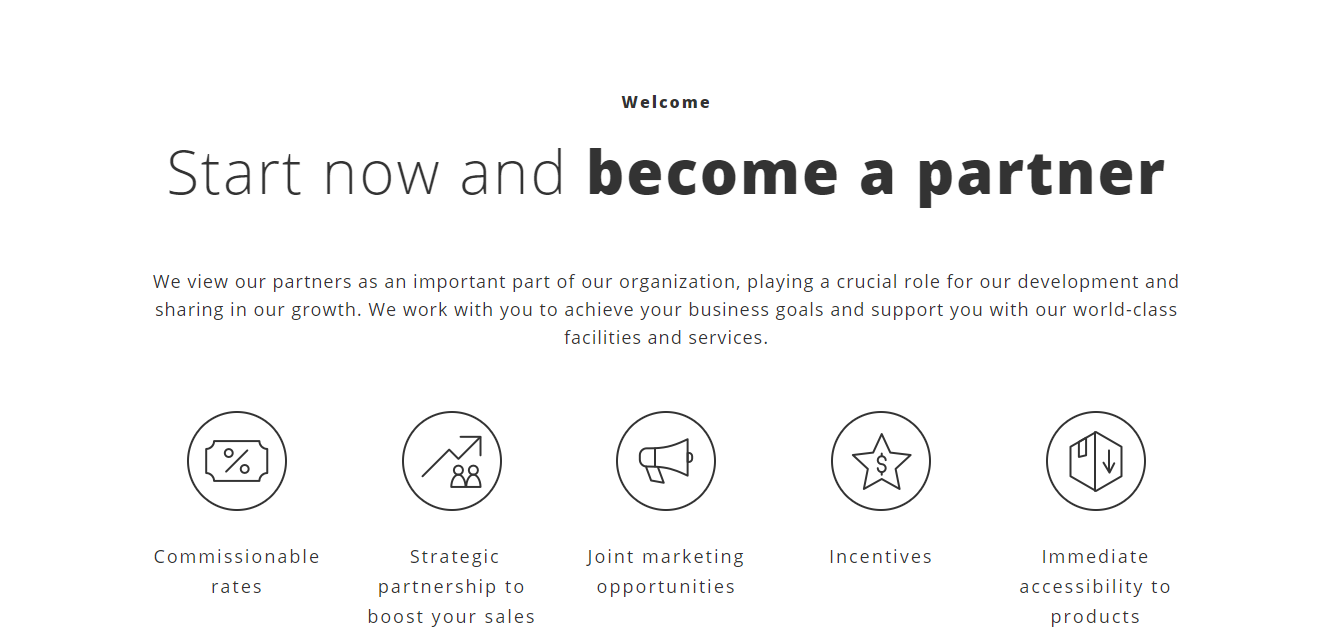 Welcome
Start now and become a partner
We view our partners as an important part of our organization, playing a crucial role for our development and
sharing in our growth. We work with you to achieve your business goals and support you with our world-class
facilities and services.
%
$
Commissionable
rates
Strategic
partnership to
boost your sales
Joint marketing
opportunities
Incentives
Immediate
accessibility to
products